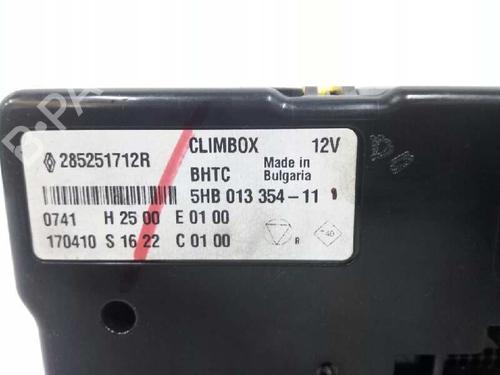 CLIMBOX 12V
285251712R
BHTC Made in Bulgaria
5HB 013 354-11
0741 H 25 00 E 01 00
170410 S 16 22 C 01 00
R
B-PA